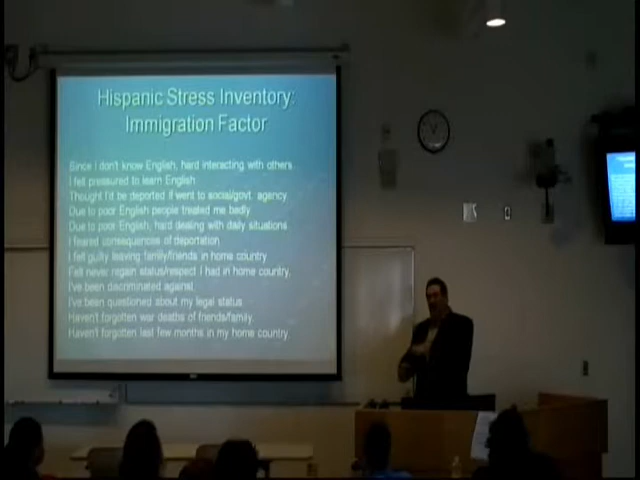 Hispanic Stress Inventory:
Immigration Factor
Since I don't know English, hard interacting with others.
I felt pressured to learn English
Thought I'd be deported if went to social/govt. agency
Due to poor English people treated me badly
Due to poor English, hard dealing with daily situations
I feared consequences of deportation
I felt guilty leaving family/friends in home country
Felt never regain status/respect I had in home country.
I've been discriminated against
I've been questioned about my legal status
Haven't forgotten war deaths of friends/family.
Haven't forgotten last few months in my home country.